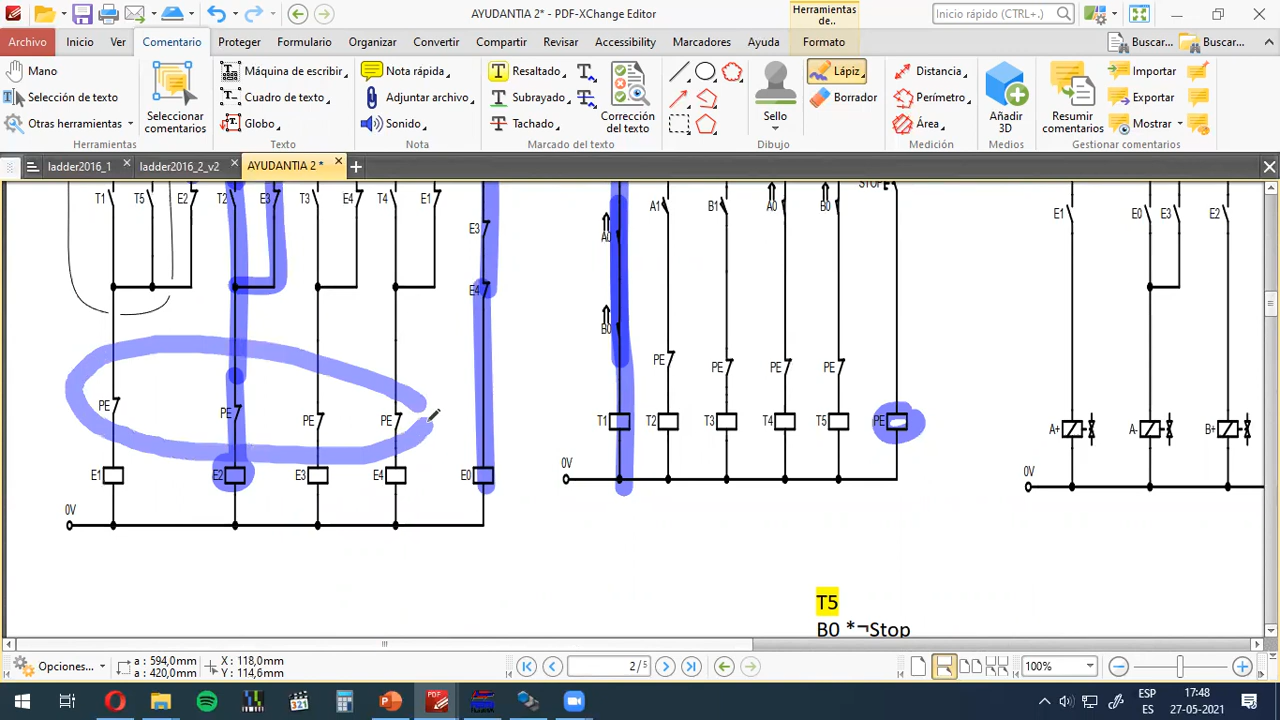 AYUDANTIA 2 * - PDF-XChange Editor
Herramientas de..
Inicio rápido (CTRL+.)
Archivo
Inicio
Ver
Comentario
Proteger
Formulario
Organizar
Convertir
Compartir
Revisar
Accessibility
Marcadores
Ayuda
Formato
Buscar...
Buscar...
Mano
Selección de texto
Otras herramientas
Seleccionar comentarios
Herramientas
Máquina de escribir
Cuadro de texto
Globo
Texto
Nota rápida
Adjuntar archivo
Sonido
Nota
Resaltado
Subrayado
Tachado
Corrección del texto
Marcado del texto
Dibujo
Sello
Lápiz
Borrador
Distancia
Perímetro
Área
Medición
Añadir 3D
Medios
Resumir comentarios
Importar
Exportar
Mostrar
Gestionar comentarios
ladder2016_1
ladder2016_2_v2
AYUDANTIA 2 *
T1 T5 E2 T2 E3 T3 E4 T4 E1
E3
E4
PE PE PE PE
E1 E2 E3 E4 E0
0V
A0
B0
A1 B1 A0 B0 STOP
PE PE PE PE
T1 T2 T3 T4 T5 PE
0V
E1 E0 E3 E2
A+ A- B+
0V
T5
B0 *¬Stop
Opciones...
a : 594,0mm
a : 420,0mm
X : 118,0mm
Y : 114,6mm
2 / 5
100%
ESP
ES
17:48
27-05-2021